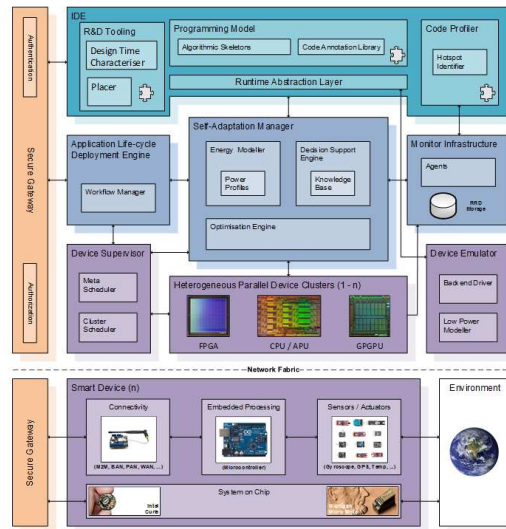 IDE
R&D Tooling
Design Time
Characteriser
Placer
Programming Model
Algorithmic Skeletons
Code Annotation Library
Code Profiler
Hotspot
Identifier
Runtime Abstraction Layer
Authentication
Secure Gateway
Authorization
Application Life-cycle
Deployment Engine
Workflow Manager
Self-Adaptation Manager
Energy Modeller
Power
Profiles
Decision Support
Engine
Knowledge
Base
Optimisation Engine
Monitor Infrastructure
Agents
RRD
Storage
Device Supervisor
Meta
Scheduler
Cluster
Scheduler
Heterogeneous Parallel Device Clusters (1 - n)
FPGA
CPU / APU
GPGPU
Device Emulator
Backend Driver
Low Power
Modeller
Network Fabric
Secure Gateway
Smart Device (n)
Connectivity
(M2M, BAN, PAN, WAN, ...)
Embedded Processing
(Microcontroller)
Sensors / Actuators
(Gyroscope, GPS, Temp, ...)
System on Chip
Intel
Curie
Environment